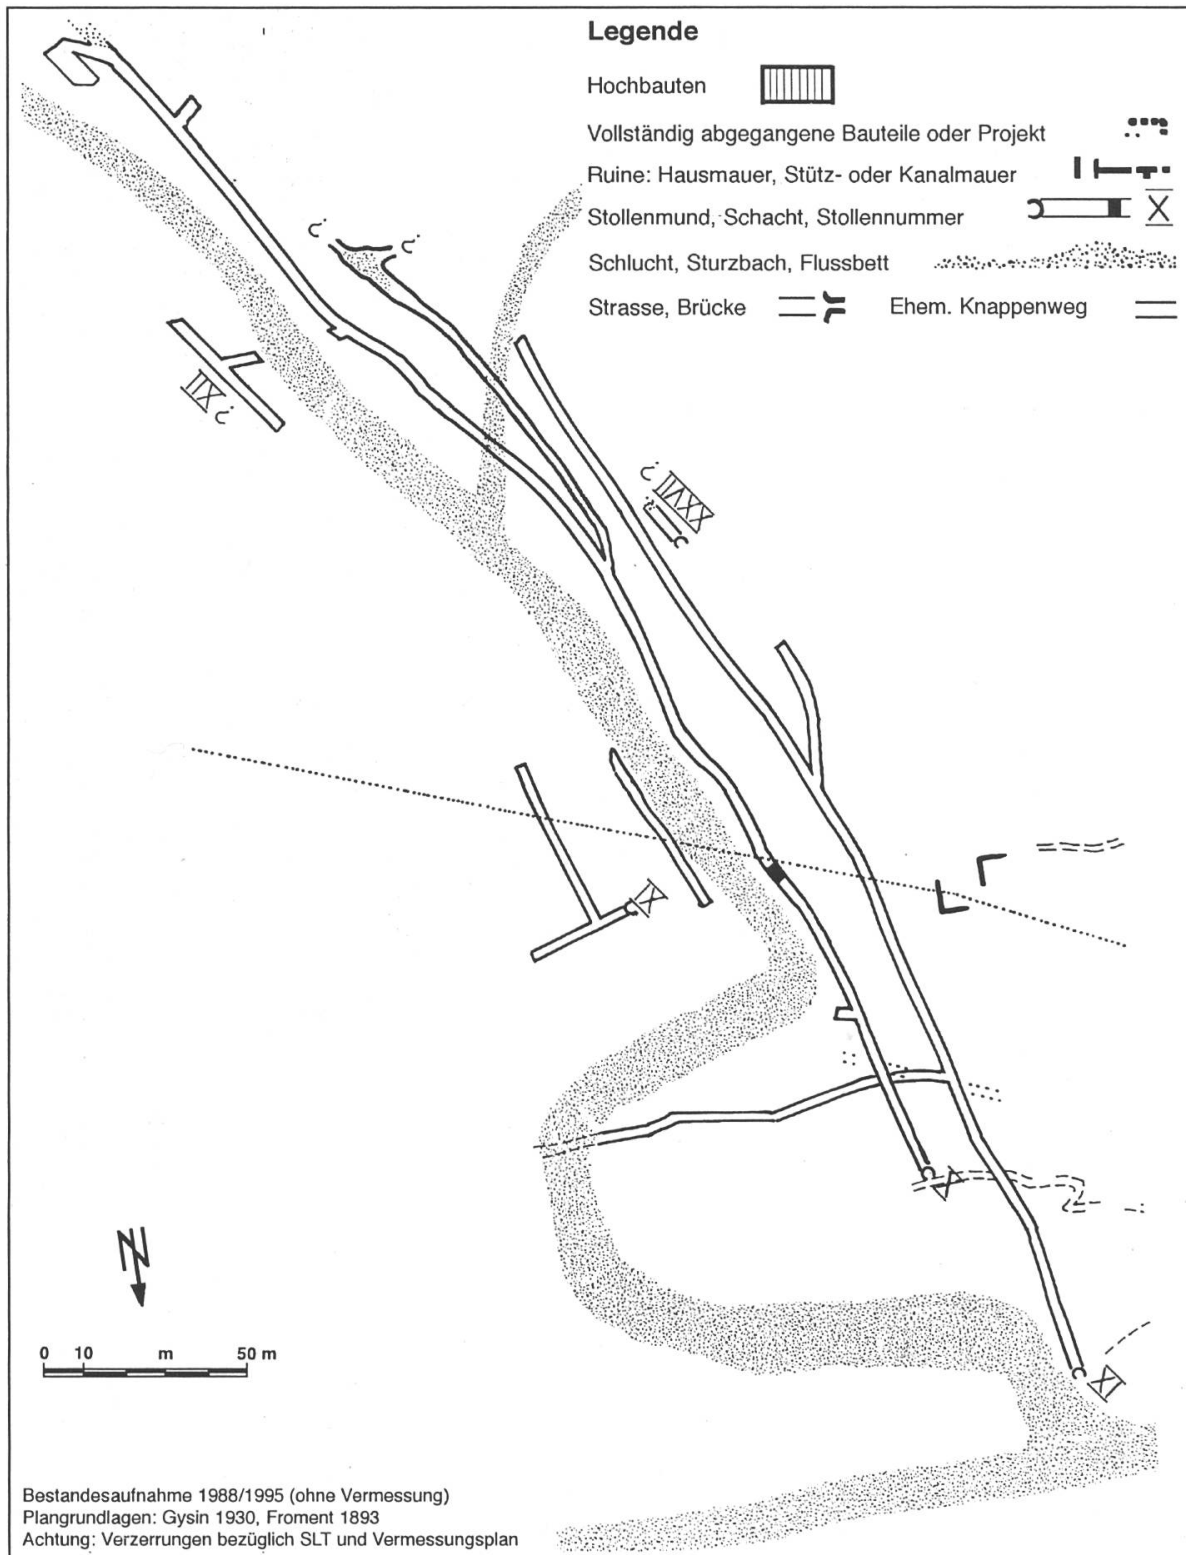 Legende
Hochbauten
Vollständig abgegangene Bauteile oder Projekt
Ruine: Hausmauer, Stütz- oder Kanalmauer
Stollenmund, Schacht, Stollennummer X
Schlucht, Sturzbach, Flussbett
Strasse, Brücke
Ehem. Knappenweg
? ?
? XII
XXVII ?
XI
X
IX
N
0 10 m 50 m
Bestandesaufnahme 1988/1995 (ohne Vermessung)
Plangrundlagen: Gysin 1930, Froment 1893
Achtung: Verzerrungen bezüglich SLT und Vermessungsplan